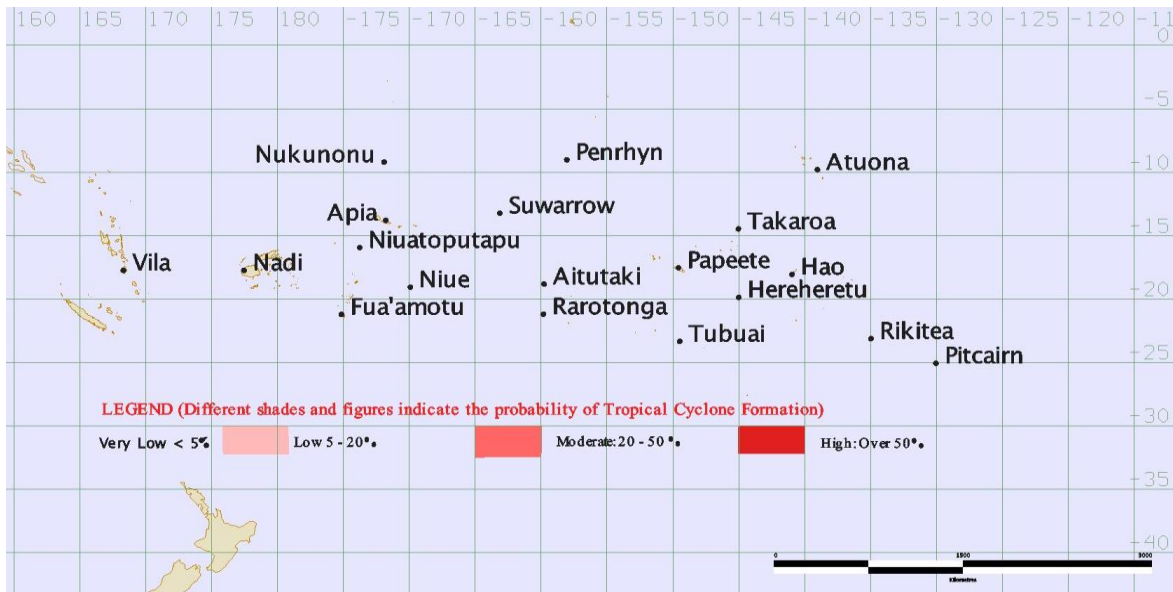 160 165 170 175 180 -175 -170 -165 -160 -155 -150 -145 -140 -135 -130 -125 -120 -11
0
-5
Nukunonu
Penrhyn
Atuona
-10
Apia
Suwarrow
Takaroa
-15
Niuatoputapu
Vila
Nadi
Niue
Aitutaki
Papeete
Hao
Hereheretu
-20
Fua'amotu
Rarotonga
Tubuai
Rikitea
-25
Pitcairn
LEGEND (Different shades and figures indicate the probability of Tropical Cyclone Formation)
-30
Very Low < 5%
Low 5 - 20%
Moderate: 20 - 50 %
High: Over 50%
-35
-40
0 1500 3000
Kilometres